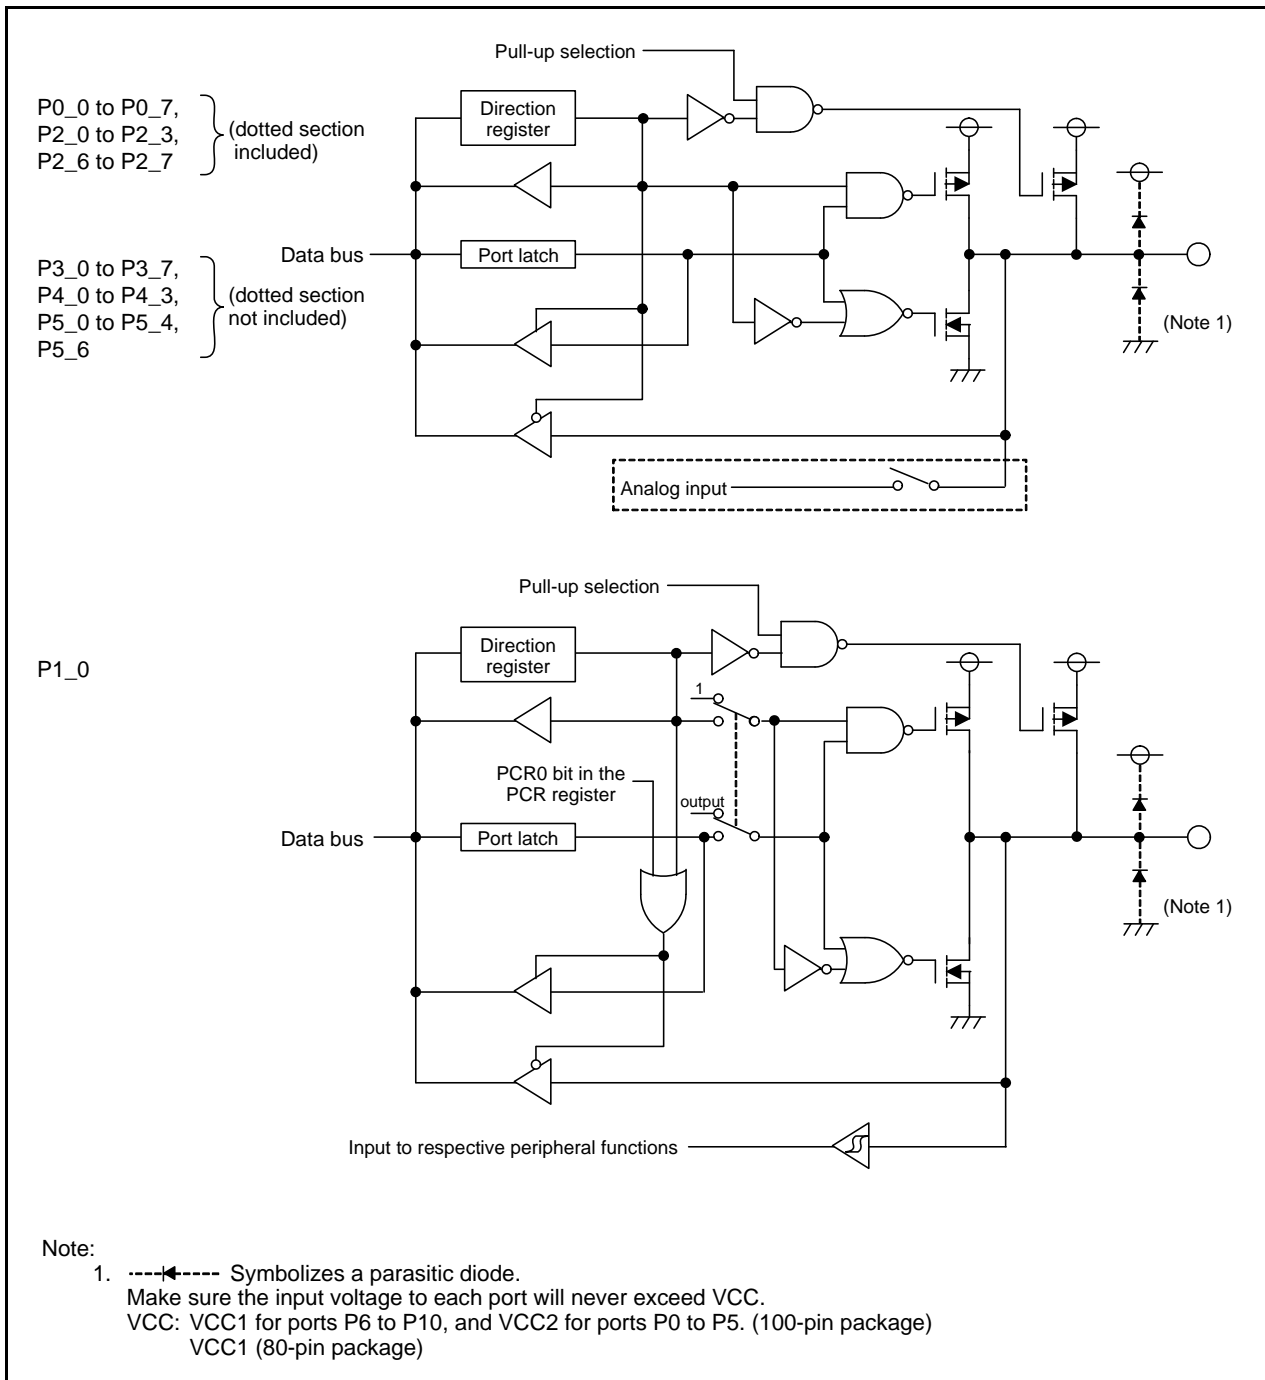 Pull-up selection
P0_0 to P0_7,
P2_0 to P2_3,
P2_6 to P2_7
(dotted section
included)
Direction
register
Data bus
Port latch
P3_0 to P3_7,
P4_0 to P4_3,
P5_0 to P5_4,
P5_6
(dotted section
not included)
(Note 1)
Analog input
Pull-up selection
P1_0
Direction
register
1
PCR0 bit in the
PCR register
output
Data bus
Port latch
(Note 1)
Input to respective peripheral functions
Note:
1. Symbolizes a parasitic diode.
Make sure the input voltage to each port will never exceed VCC.
VCC: VCC1 for ports P6 to P10, and VCC2 for ports P0 to P5. (100-pin package)
VCC1 (80-pin package)